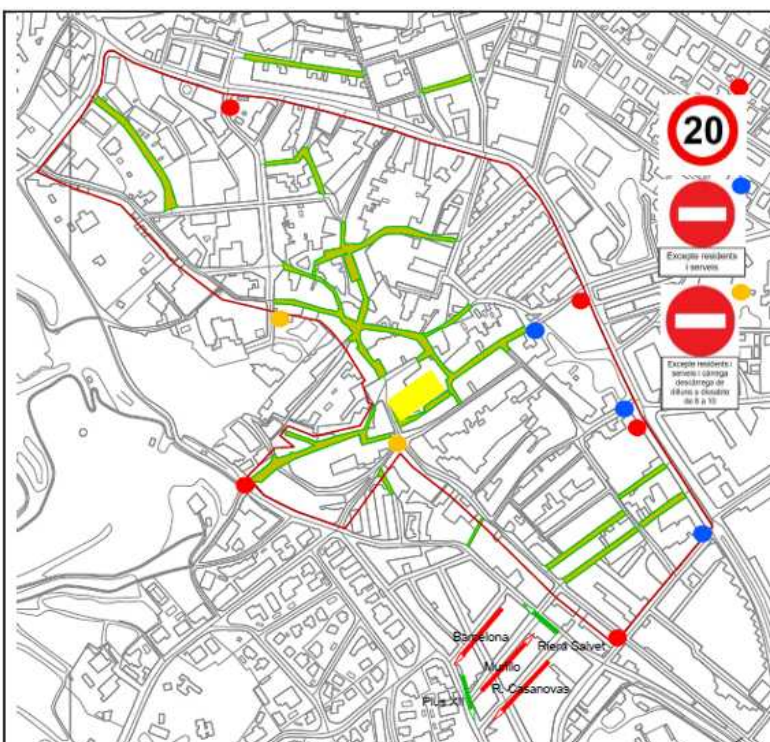 20
Excepte residents
i serveis
Excepte residents i
serveis i càrrega
descàrrega de
dilluns a dissabte
de 8 a 10
Barcelona
Riera Salvet
Murillo
R. Casanovas
Pius XII